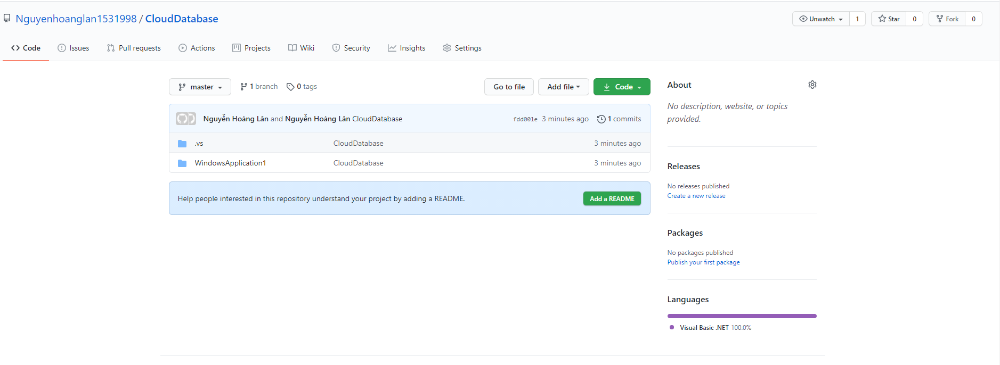 Nguyenhoanglan1531998 / CloudDatabase
Unwatch 1 Star 0 Fork 0
Code Issues Pull requests Actions Projects Wiki Security Insights Settings
master 1 branch 0 tags Go to file Add file Code
Nguyễn Hoàng Lân and Nguyễn Hoàng Lân CloudDatabase fdd001e 3 minutes ago 1 commits
.vs CloudDatabase 3 minutes ago
WindowsApplication1 CloudDatabase 3 minutes ago
Help people interested in this repository understand your project by adding a README. Add a README
About
No description, website, or topics
provided.
Releases
No releases published
Create a new release
Packages
No packages published
Publish your first package
Languages
Visual Basic .NET 100.0%